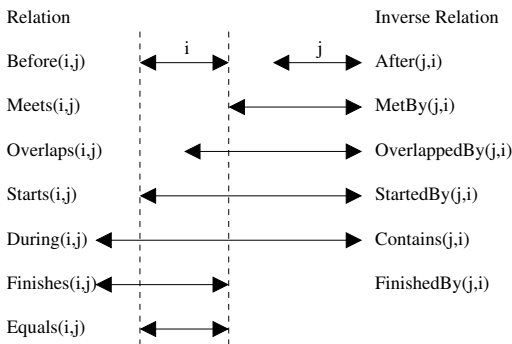 Relation Inverse Relation
i j
Before(i,j) After(j,i)
Meets(i,j) MetBy(j,i)
Overlaps(i,j) OverlappedBy(j,i)
Starts(i,j) StartedBy(j,i)
During(i,j) Contains(j,i)
Finishes(i,j) FinishedBy(j,i)
Equals(i,j)